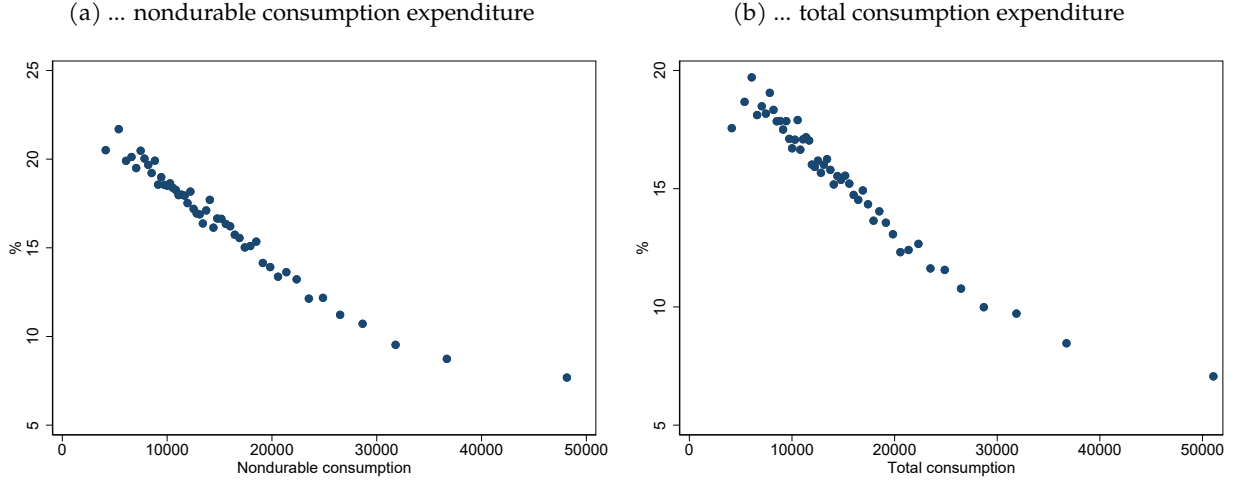 (a) ... nondurable consumption expenditure
25
20
15
10
5
%
0 10000 20000 30000 40000 50000
Nondurable consumption
(b) ... total consumption expenditure
20
15
10
5
%
0 10000 20000 30000 40000 50000
Total consumption